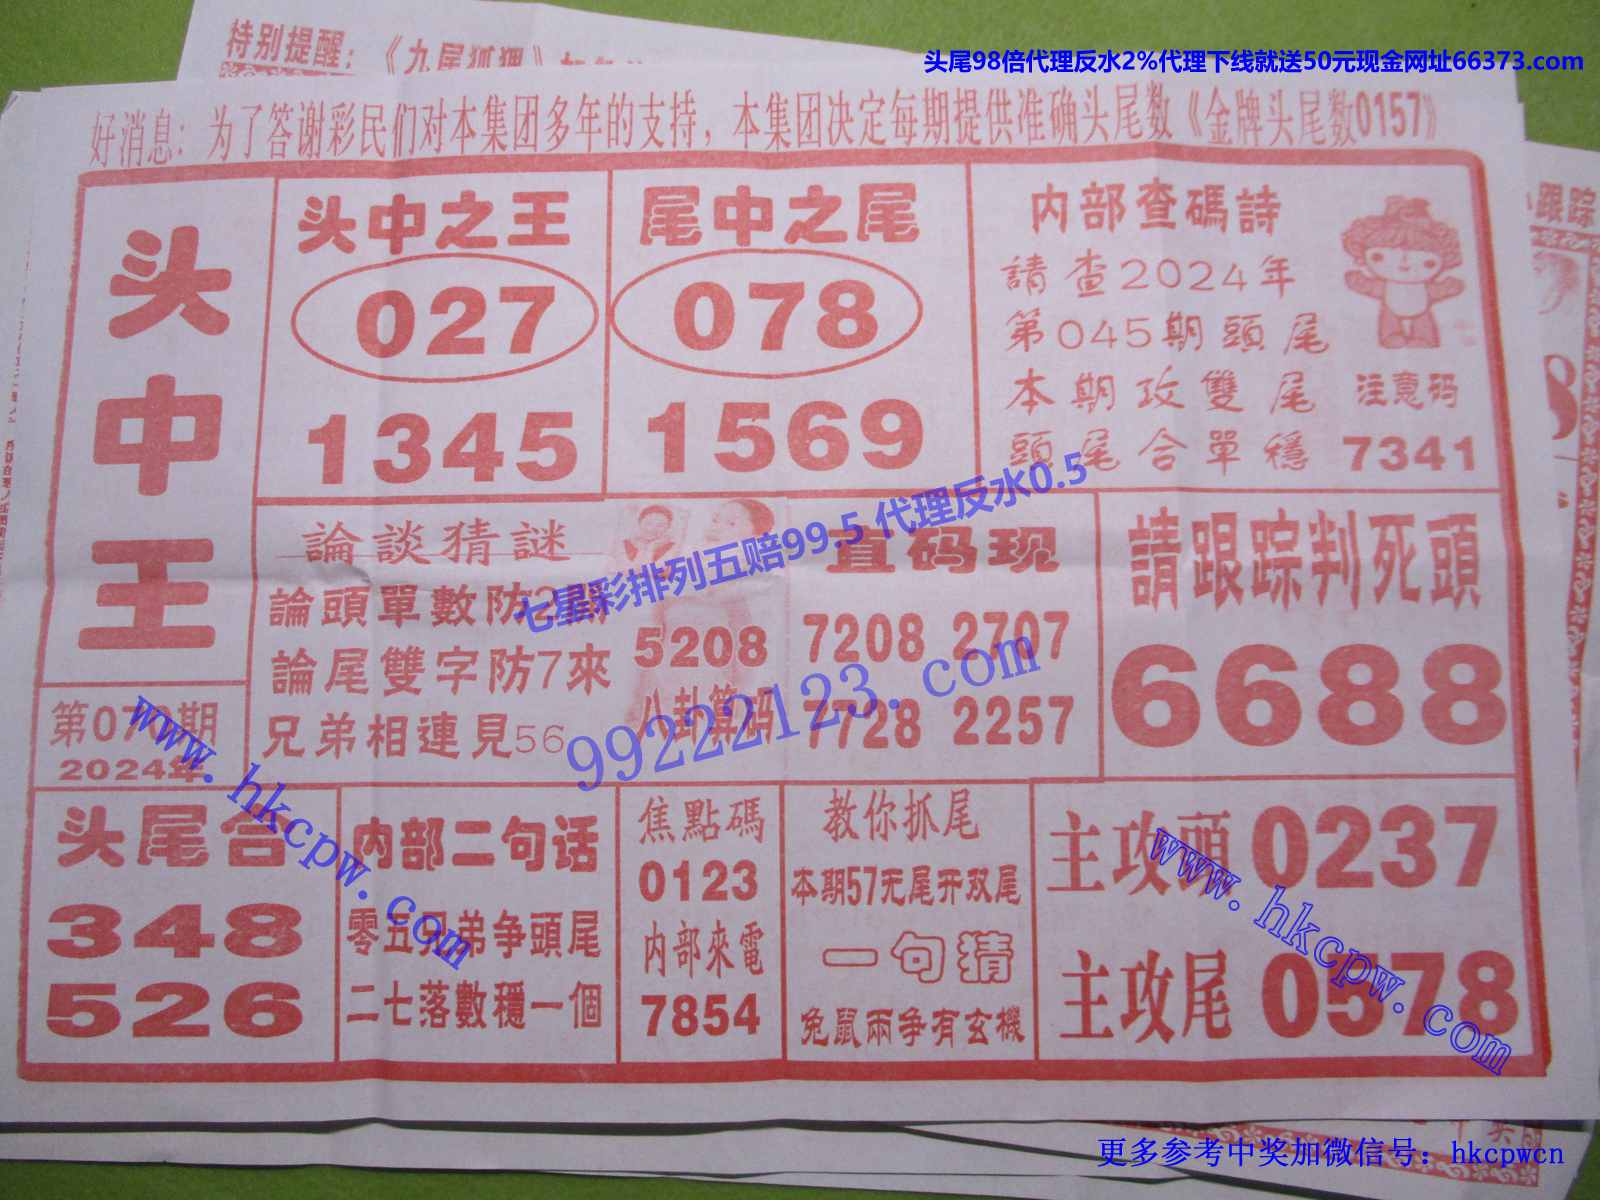 特别提醒：《九尾狐狸》
头尾98倍代理反水2%代理下线就送50元现金网址66373.com
好消息：为了答谢彩民们对本集团多年的支持，本集团决定每期提供准确头尾数《金牌头尾数0157》
头中王
第07 期
2024年
头中之王
027
1345
尾中之尾
078
1569
内部查碼詩
請查2024年
第045期頭尾
本期攻雙尾
頭尾合單穩
注意码
7341
論談猜謎
論頭單數防2
論尾雙字防7來
兄弟相連見56
5208
八卦算码
直码现
7208 2707
7728 2257
請跟踪判死頭
6688
七星彩排列五赔99.5 代理反水0.5
99222123.com
www.hkcpw.com
头尾合
348
526
内部二句话
零五兄弟争頭尾
二七落數穩一個
焦點碼
0123
内部來電
7854
教你抓尾
本期57无尾开双尾
一句猜
兔鼠兩争有玄機
主攻頭 0237
主攻尾 0578
www.hkcpw.com
跟踪
更多参考中奖加微信号：hkcpwcn